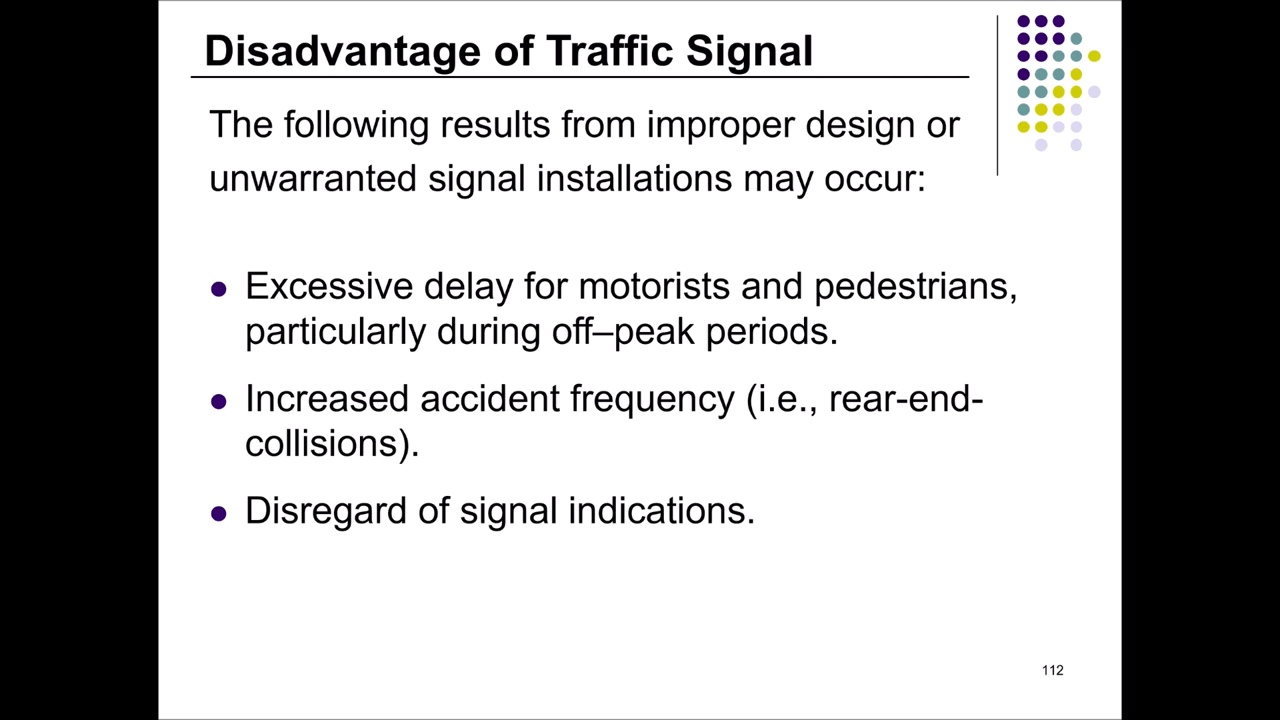 Disadvantage of Traffic Signal
The following results from improper design or
unwarranted signal installations may occur:
● Excessive delay for motorists and pedestrians,
particularly during off–peak periods.
● Increased accident frequency (i.e., rear-end-
collisions).
● Disregard of signal indications.
112